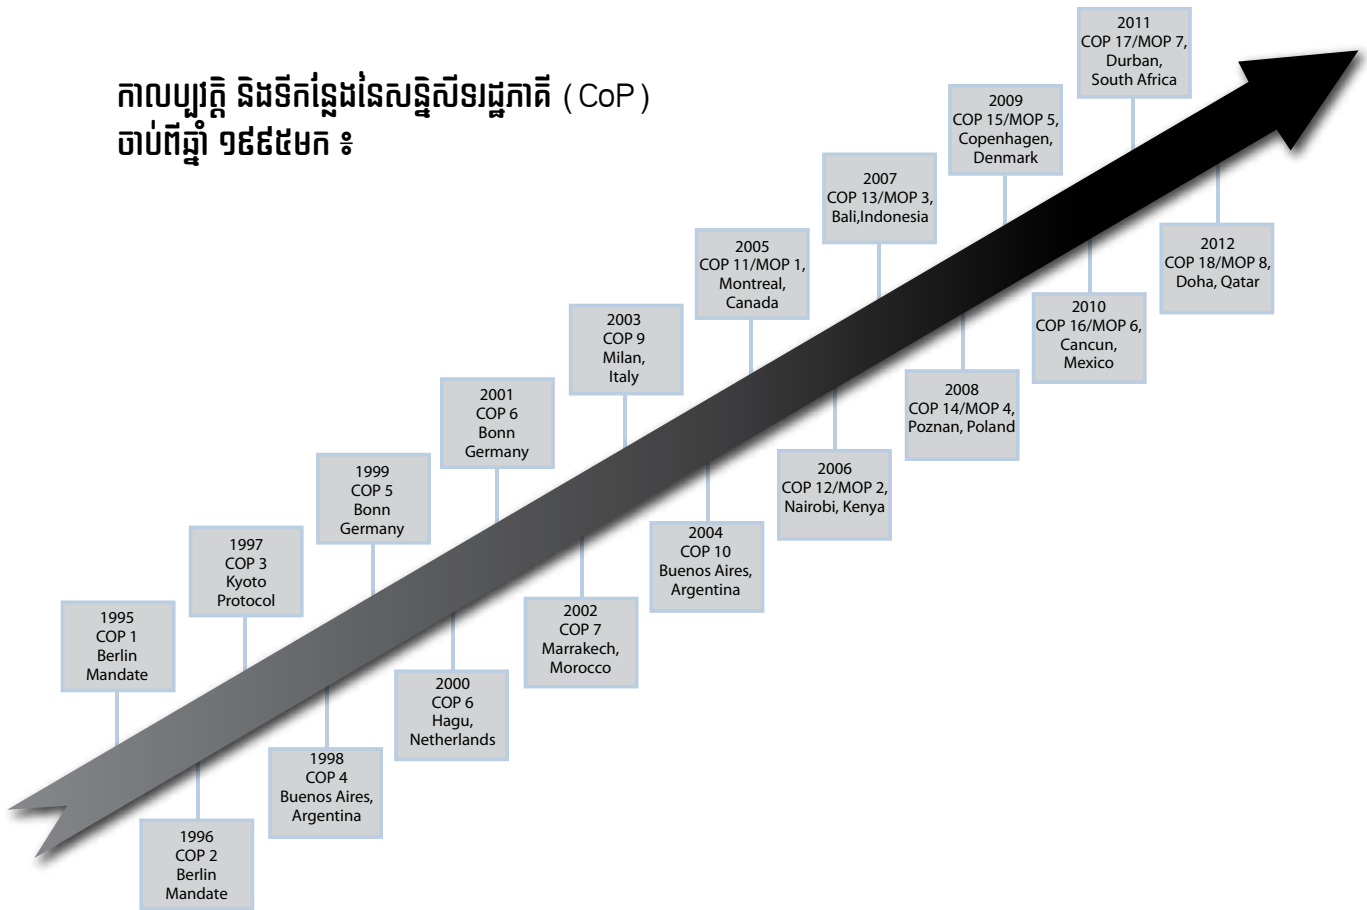 កាលប្បវត្តិ និងទីកន្លែងនៃសន្និសីទរដ្ឋភាគី (CoP)
ចាប់ពីឆ្នាំ ១៩៩៥មក ៖
1995
COP 1
Berlin
Mandate
1996
COP 2
Berlin
Mandate
1997
COP 3
Kyoto
Protocol
1998
COP 4
Buenos Aires,
Argentina
1999
COP 5
Bonn
Germany
2000
COP 6
Hagu,
Netherlands
2001
COP 6
Bonn
Germany
2002
COP 7
Marrakech,
Morocco
2003
COP 9
Milan,
Italy
2004
COP 10
Buenos Aires,
Argentina
2005
COP 11/MOP 1,
Montreal,
Canada
2006
COP 12/MOP 2,
Nairobi, Kenya
2007
COP 13/MOP 3,
Bali,Indonesia
2008
COP 14/MOP 4,
Poznan, Poland
2009
COP 15/MOP 5,
Copenhagen,
Denmark
2010
COP 16/MOP 6,
Cancun,
Mexico
2011
COP 17/MOP 7,
Durban,
South Africa
2012
COP 18/MOP 8,
Doha, Qatar